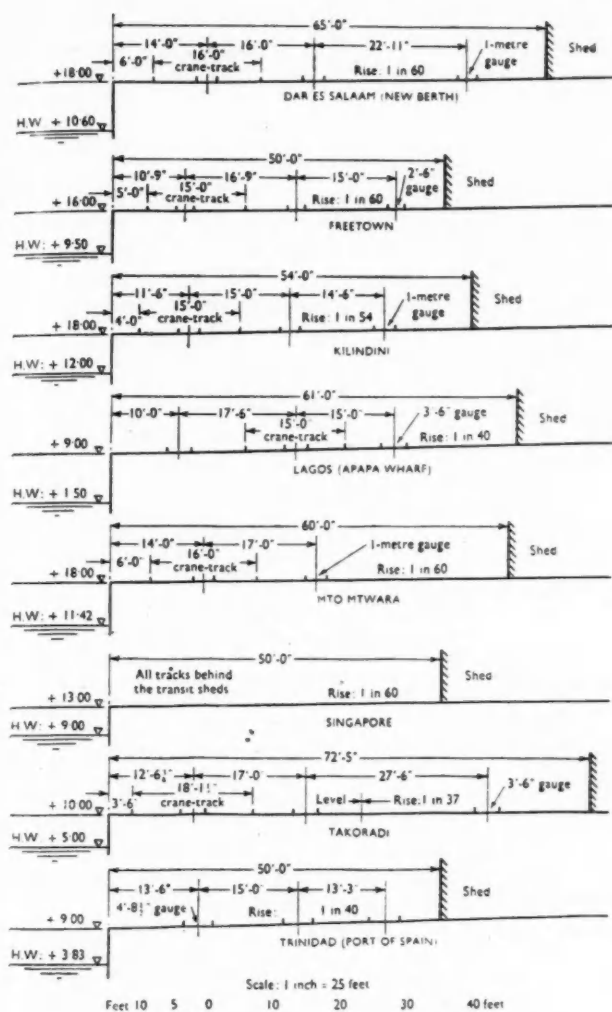 65'-0"
14'-0" 16'-0" 22'-11" 1-metre gauge Shed
6'-0" 16'-0" crane-track Rise: 1 in 60
+18·00
DAR ES SALAAM (NEW BERTH)
H.W. + 10·60
50'-0"
10'-9" 16'-9" 15'-0" 2'-6" gauge Shed
5'-0" 15'-0" crane-track Rise: 1 in 60
+ 16·00
FREETOWN
H.W: + 9·50
54'-0"
11'-6" 15'-0" 14'-6" 1-metre gauge Shed
4'-0" 15'-0" crane-track Rise: 1 in 54
+ 18·00
KILINDINI
H.W: + 12·00
61'-0"
10'-0" 17'-6" 15'-0" 3'-6" gauge Shed
15'-0" crane-track Rise: 1 in 40
+ 9·00
LAGOS (APAPA WHARF)
H.W: + 1·50
60'-0"
14'-0" 17'-0" 1-metre gauge Shed
6'-0 16'-0" crane-track Rise: 1 in 60
+ 18·00
MTO MTWARA
H.W: + 11·42
50'-0"
All tracks behind Shed
the transit sheds Rise: 1 in 60
+ 13·00
SINGAPORE
H.W: + 9·00
72'-5"
12'-6¼" 17'-0 27'-6" 3'-6" gauge
3'-6 18'-1½" crane-track Level Rise: 1 in 37
+ 10·00
TAKORADI
H.W: + 5·00
50'-0"
13'-6" 15'-0 13'-3 Shed
4'-8½" gauge Rise: 1 in 40
+ 9·00
TRINIDAD (PORT OF SPAIN)
H.W: + 3·83
Scale: 1 inch = 25 feet
Feet 10 5 0 10 20 30 40 feet